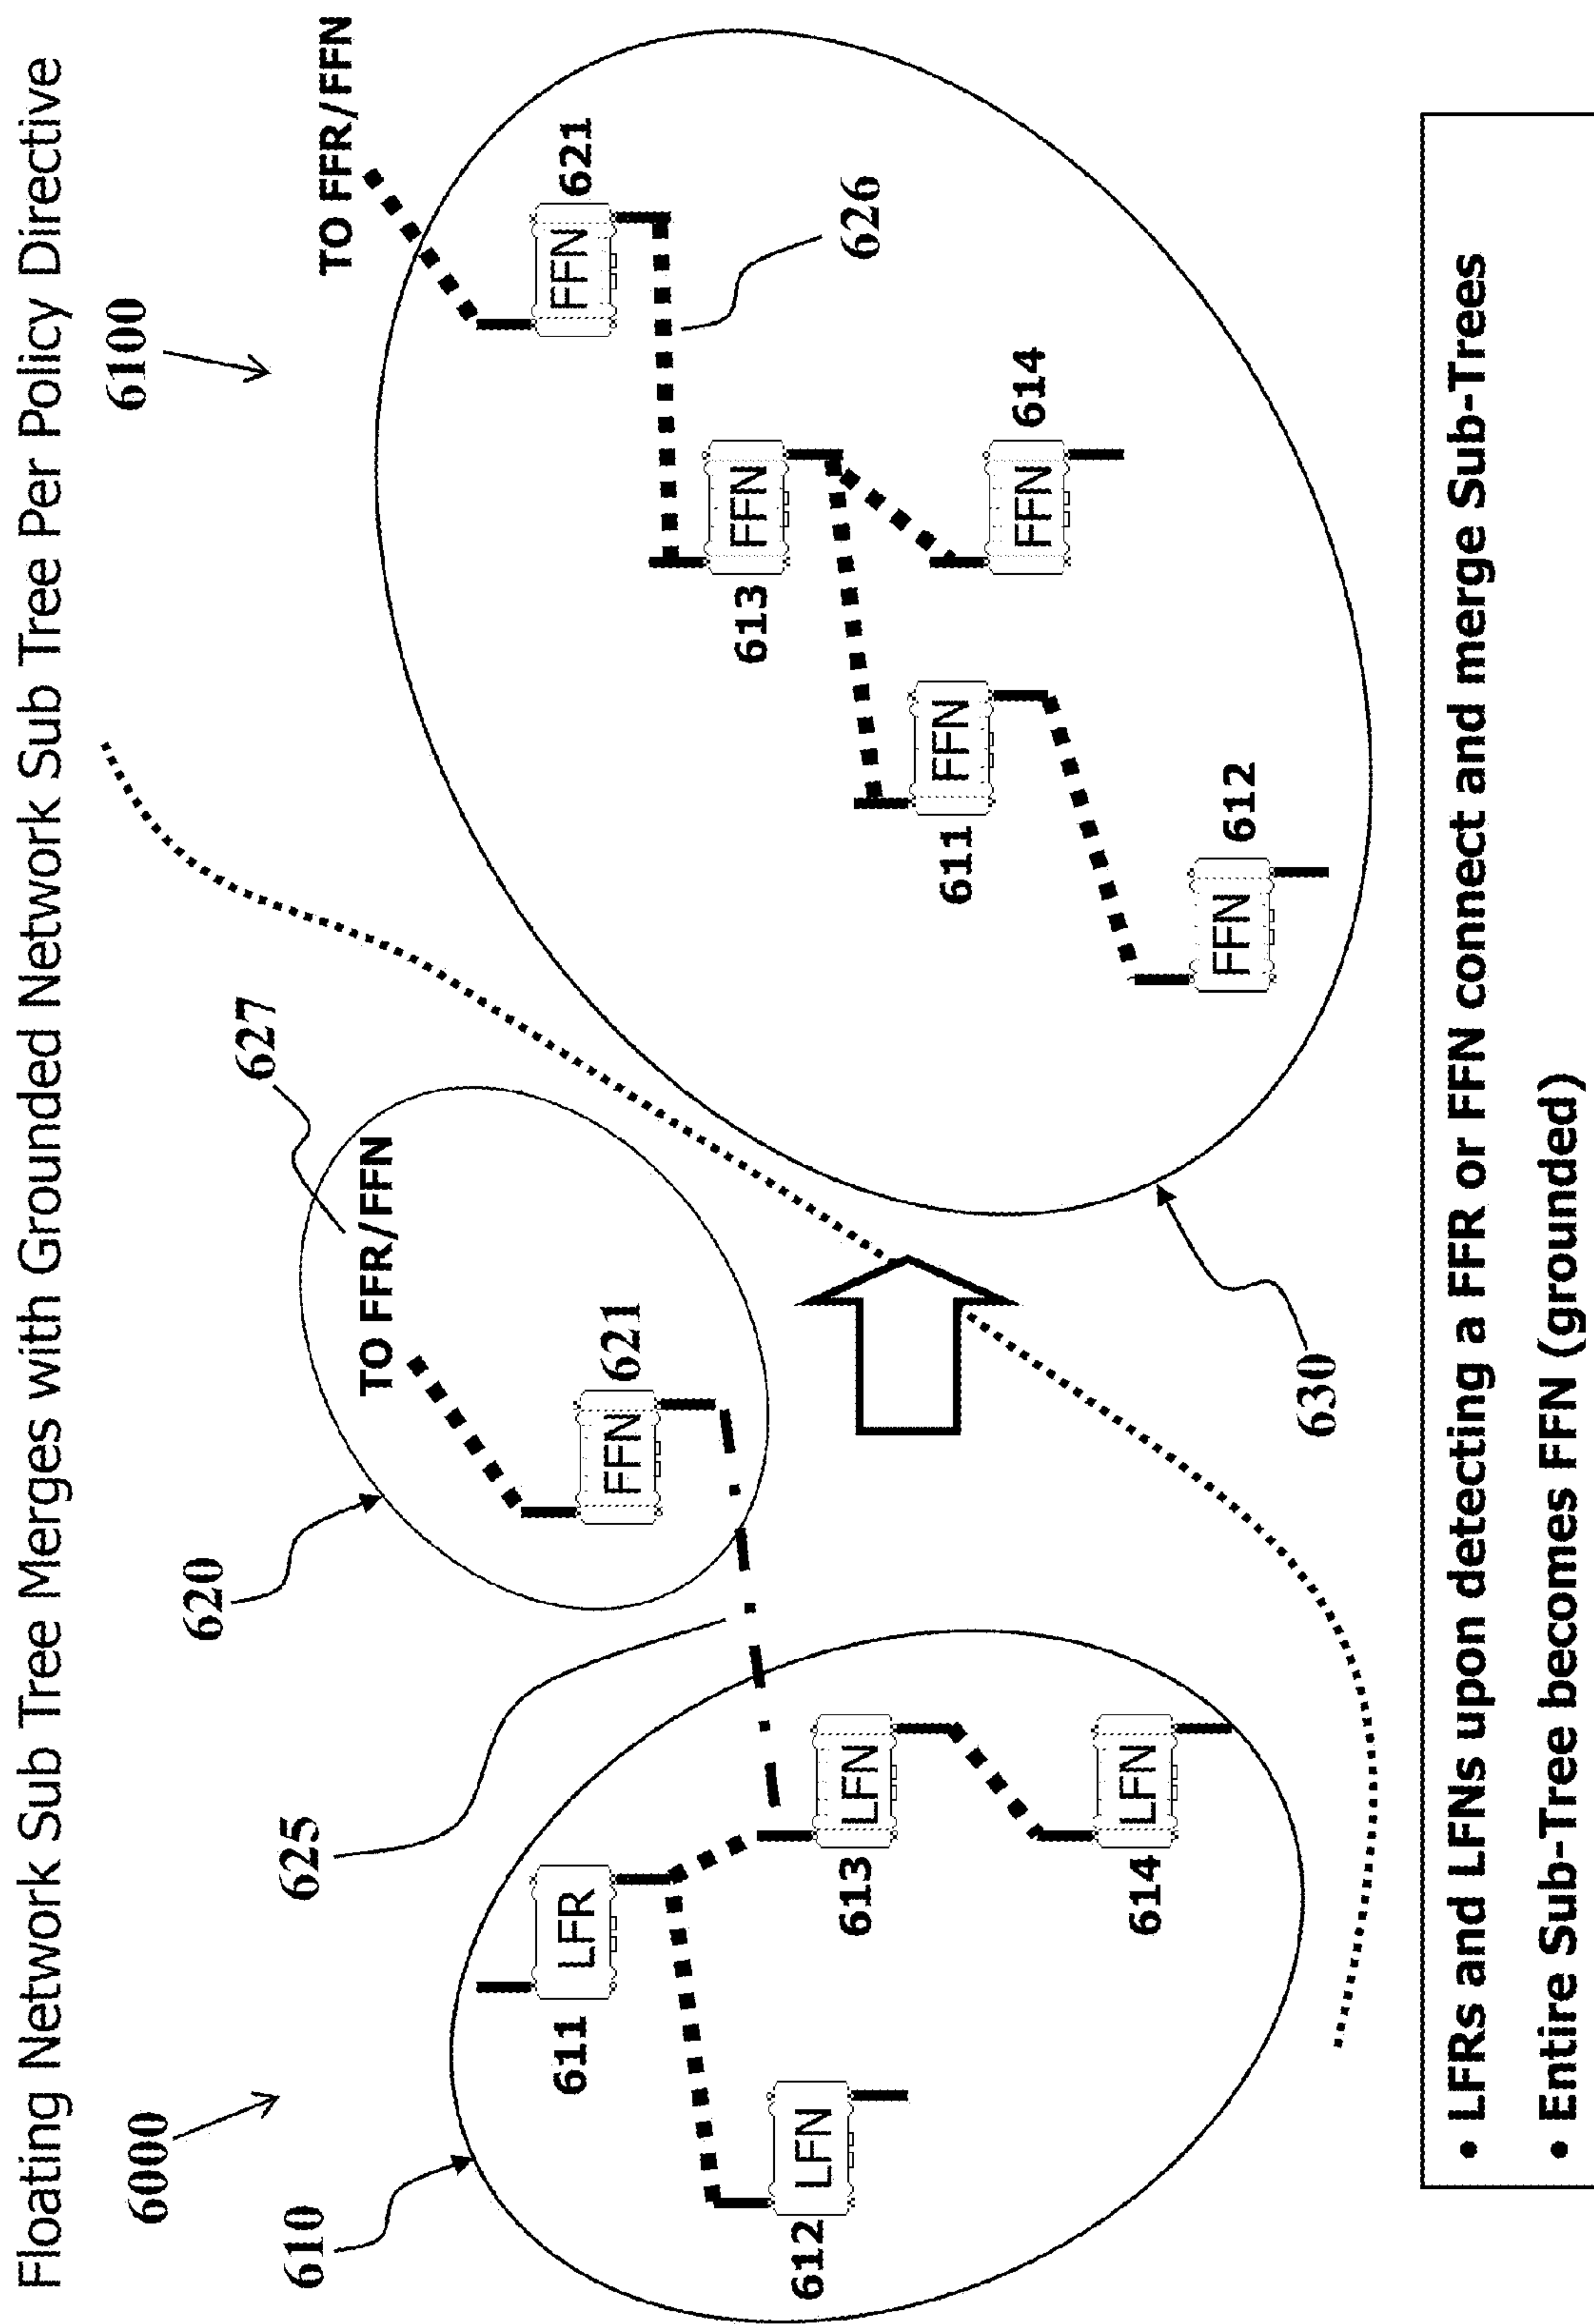 Floating Network Sub Tree Merges with Grounded Network Sub Tree Per Policy Directive
6000
6100
610
620
627
625
TO FFR/FFN
TO FFR/FFN
611
LFR
612
LFN
613
LFN
614
LFN
FFN
621
FFN
621
626
613
FFN
614
FFN
611
FFN
612
FFN
630
• LFRs and LFNs upon detecting a FFR or FFN connect and merge Sub-Trees
• Entire Sub-Tree becomes FFN (grounded)